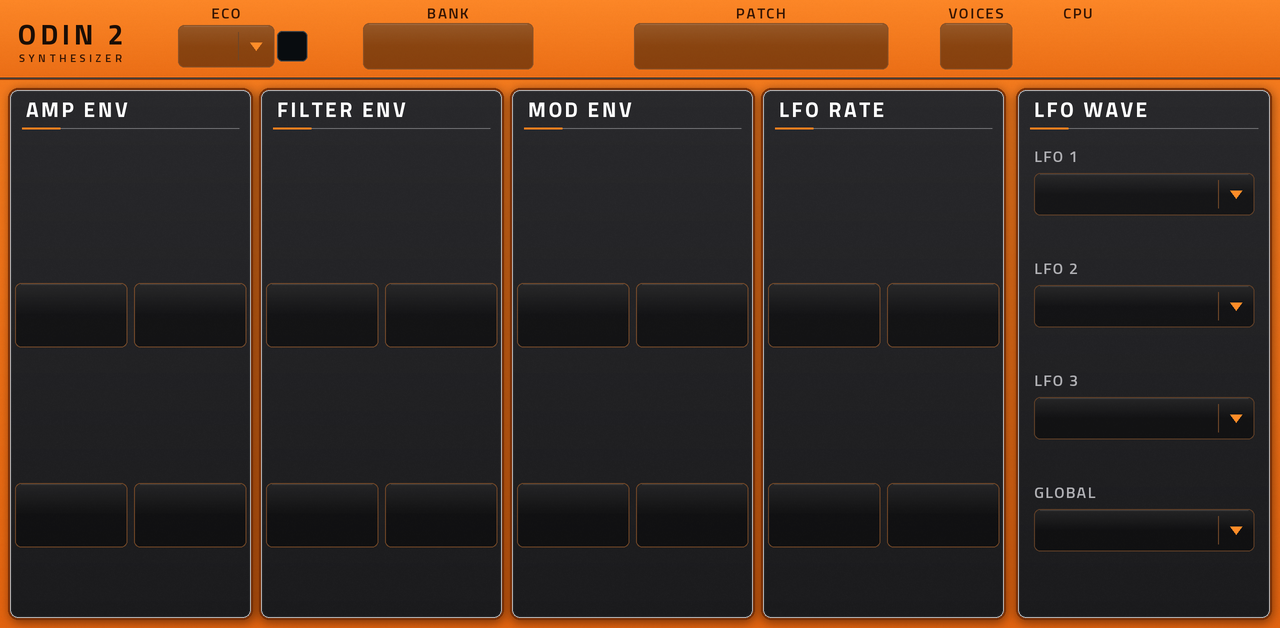 ODIN 2
SYNTHESIZER
ECO
BANK
PATCH
VOICES
CPU
AMP ENV
FILTER ENV
MOD ENV
LFO RATE
LFO WAVE
LFO 1
LFO 2
LFO 3
GLOBAL